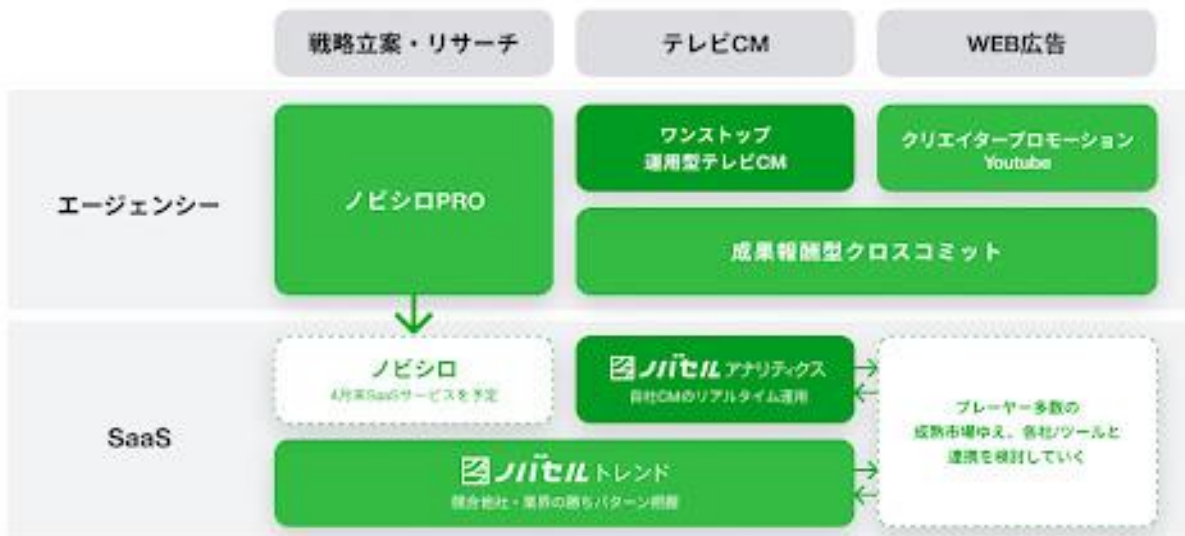 戦略立案・リサーチ
テレビCM
WEB広告
エージェンシー
ノビシロPRO
ワンストップ
運用型テレビCM
クリエイタープロモーション
Youtube
成果報酬型クロスコミット
SaaS
ノビシロ
4月末SaaSサービスを予定
ノバセル アナリティクス
自社CMのリアルタイム運用
ノバセル トレンド
競合他社・業界の勝ちパターン把握
プレーヤー多数の
成熟市場ゆえ、各社/ツールと
連携を検討していく